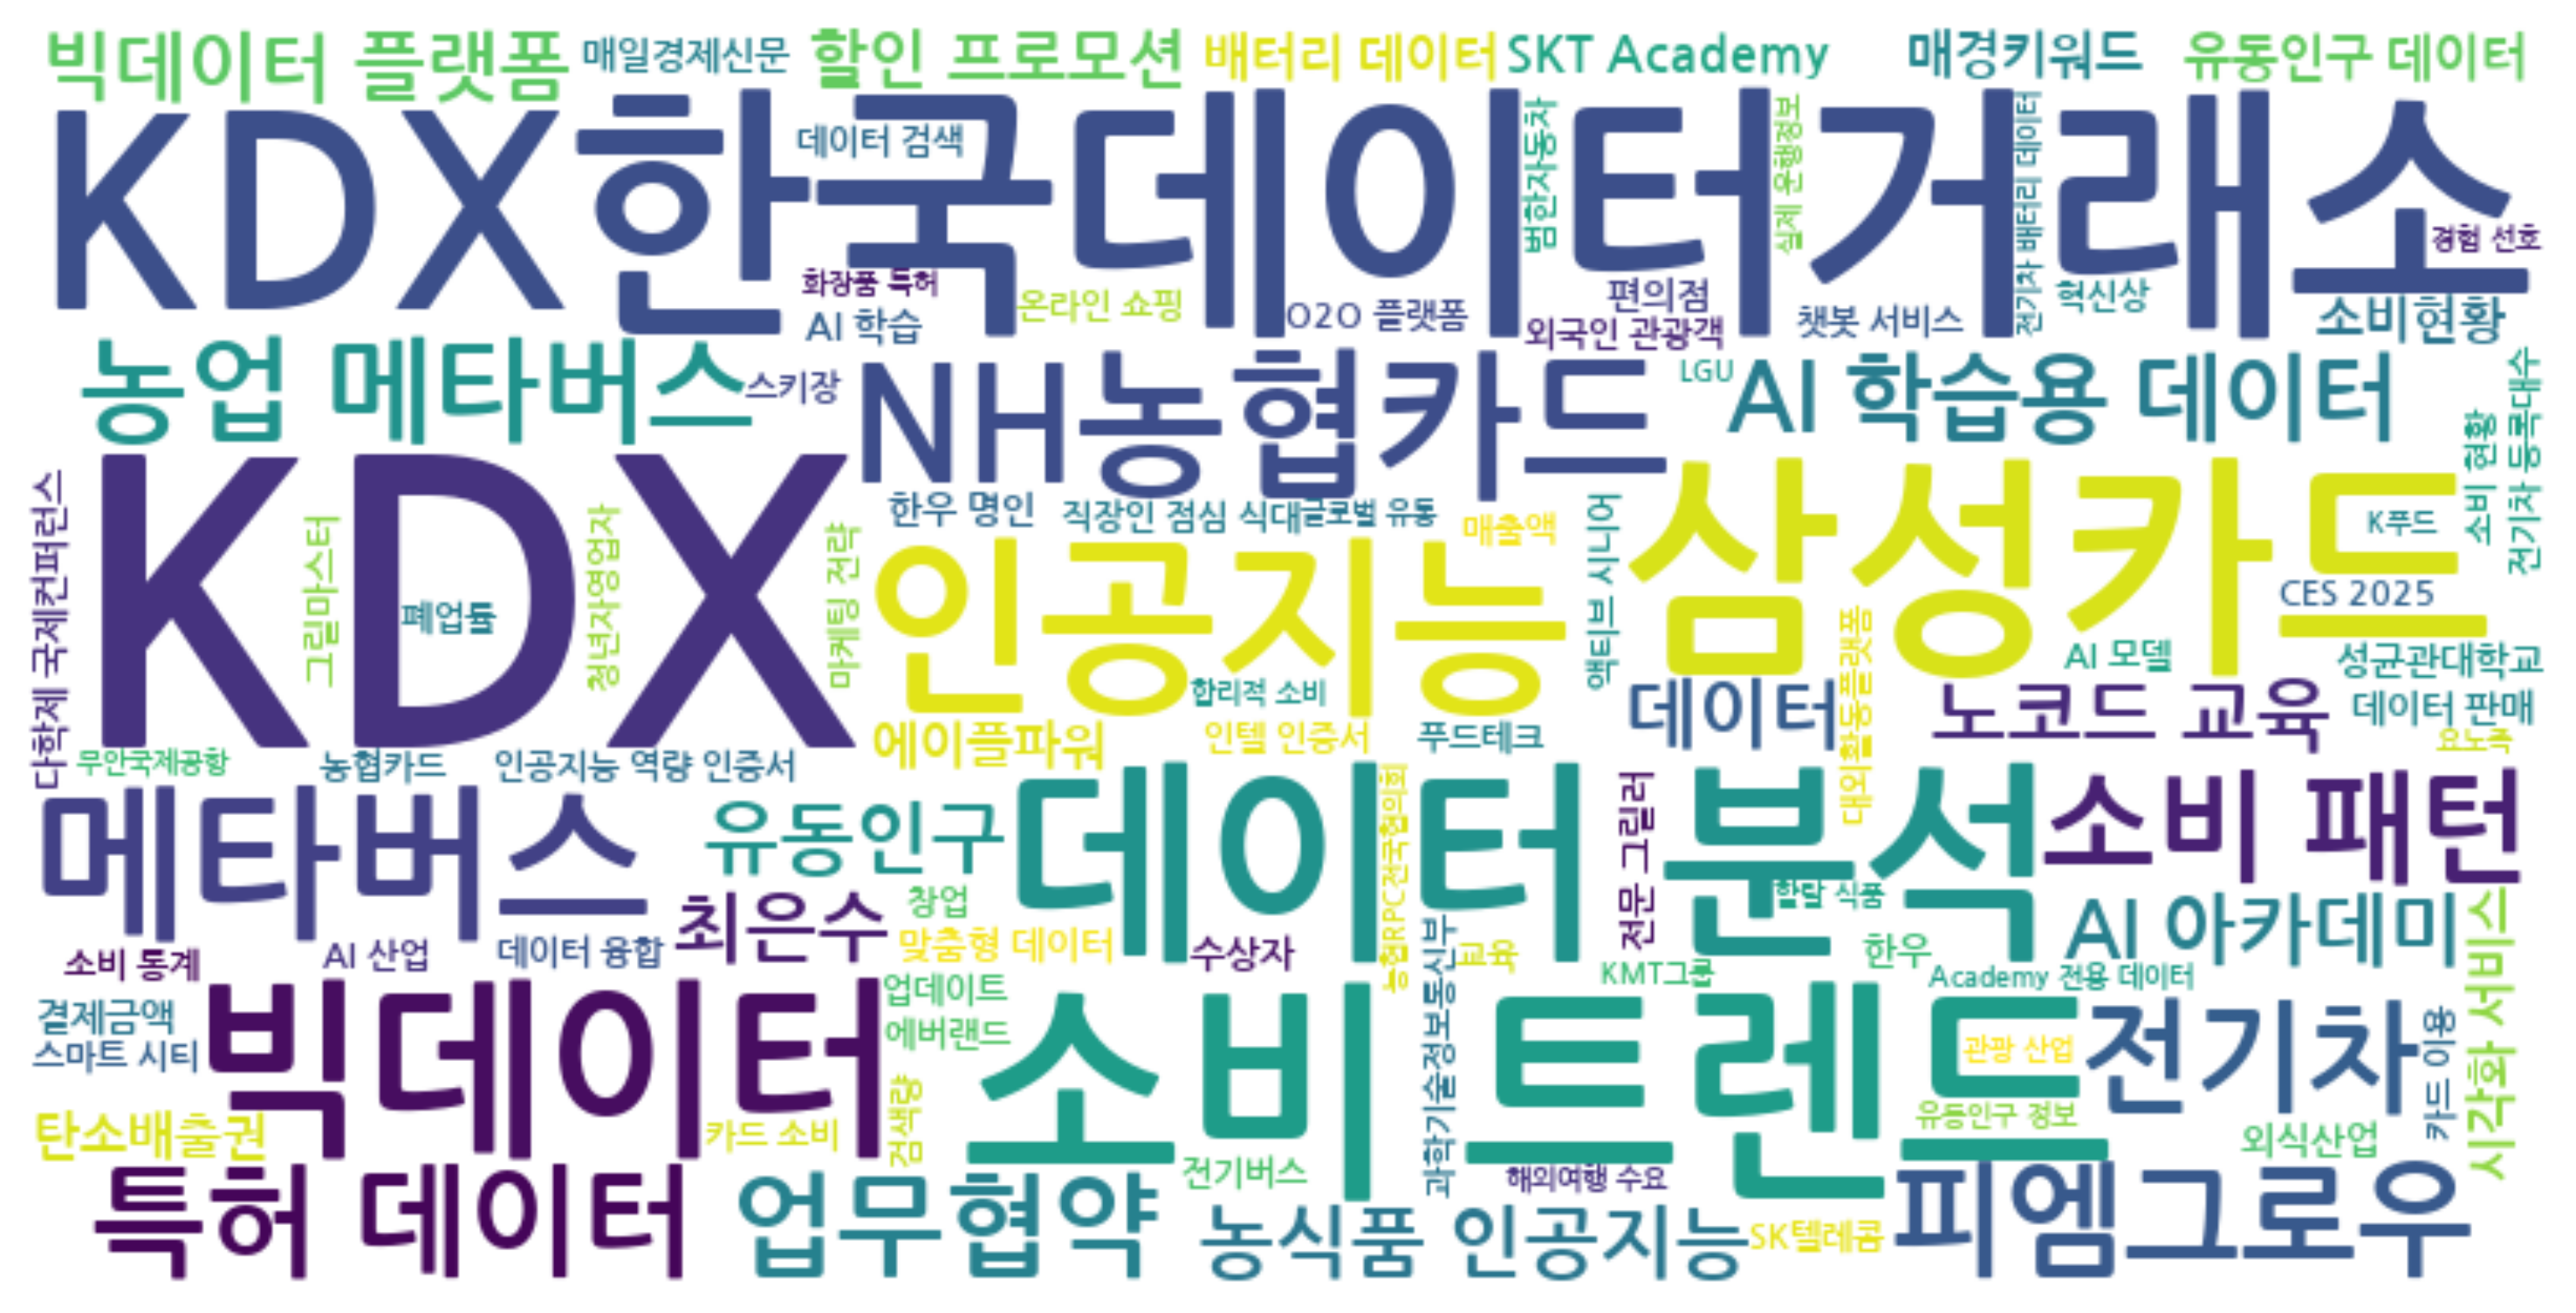 빅데이터 플랫폼
매일경제신문
할인 프로모션
배터리 데이터
SKT Academy
매경키워드
유동인구 데이터
KDX한국데이터거래소
데이터 검색
범한자동차
실제 운행정보
전기차 배터리 데이터
경험 선호
화장품 특허
온라인 쇼핑
AI 학습
O2O 플랫폼
편의점
외국인 관광객
챗봇 서비스
혁신상
소비현황
농업 메타버스
스키장
NH농협카드
LGU
AI 학습용 데이터
소비 현황
전기차 등록대수
다학제 국제컨퍼런스
KDX
그릴마스터
폐업률
청년자영업자
마케팅 전략
한우 명인
직장인 점심 식대
글로벌 유통
매출액
인공지능
액티브 시니어
삼성카드
K푸드
CES 2025
합리적 소비
AI 모델
성균관대학교
대외활동플랫폼
에이플파워
인텔 인증서
푸드테크
데이터
노코드 교육
데이터 판매
요노족
무안국제공항
농협카드
인공지능 역량 인증서
메타버스
유동인구
데이터 분석
농협RPC전국협의회
전문 그릴러
소비 패턴
할랄 식품
최은수
창업
맞춤형 데이터
수상자
교육
한우
AI 아카데미
시각화 서비스
소비 통계
AI 산업
데이터 융합
KMT그룹
Academy 전용 데이터
결제금액
스마트 시티
빅데이터
업데이트
에버랜드
검색량
소비 트렌드
과학기술정보통신부
관광 산업
전기차
카드 이용
탄소배출권
카드 소비
유동인구 정보
외식산업
전기버스
해외여행 수요
특허 데이터
업무협약
농식품 인공지능
SK텔레콤
피엠그로우